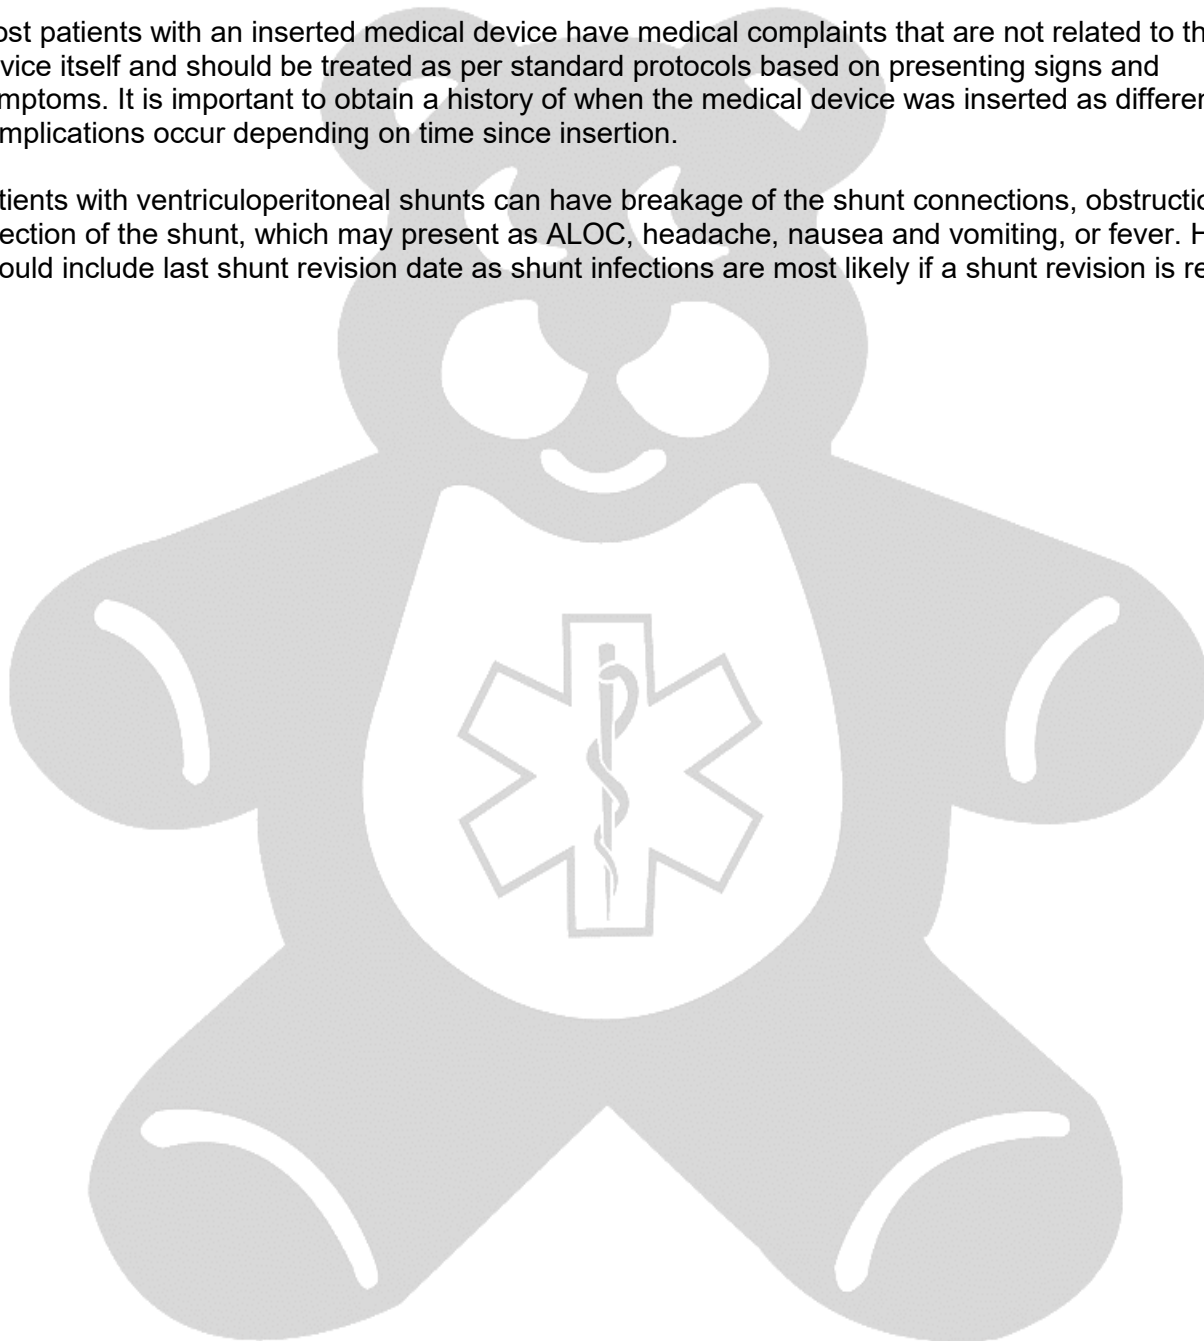 ost patients with an inserted medical device have medical complaints that are not related to th
vice itself and should be treated as per standard protocols based on presenting signs and
mptoms. It is important to obtain a history of when the medical device was inserted as differen
mplications occur depending on time since insertion.
tients with ventriculoperitoneal shunts can have breakage of the shunt connections, obstructio
ection of the shunt, which may present as ALOC, headache, nausea and vomiting, or fever. H
ould include last shunt revision date as shunt infections are most likely if a shunt revision is re